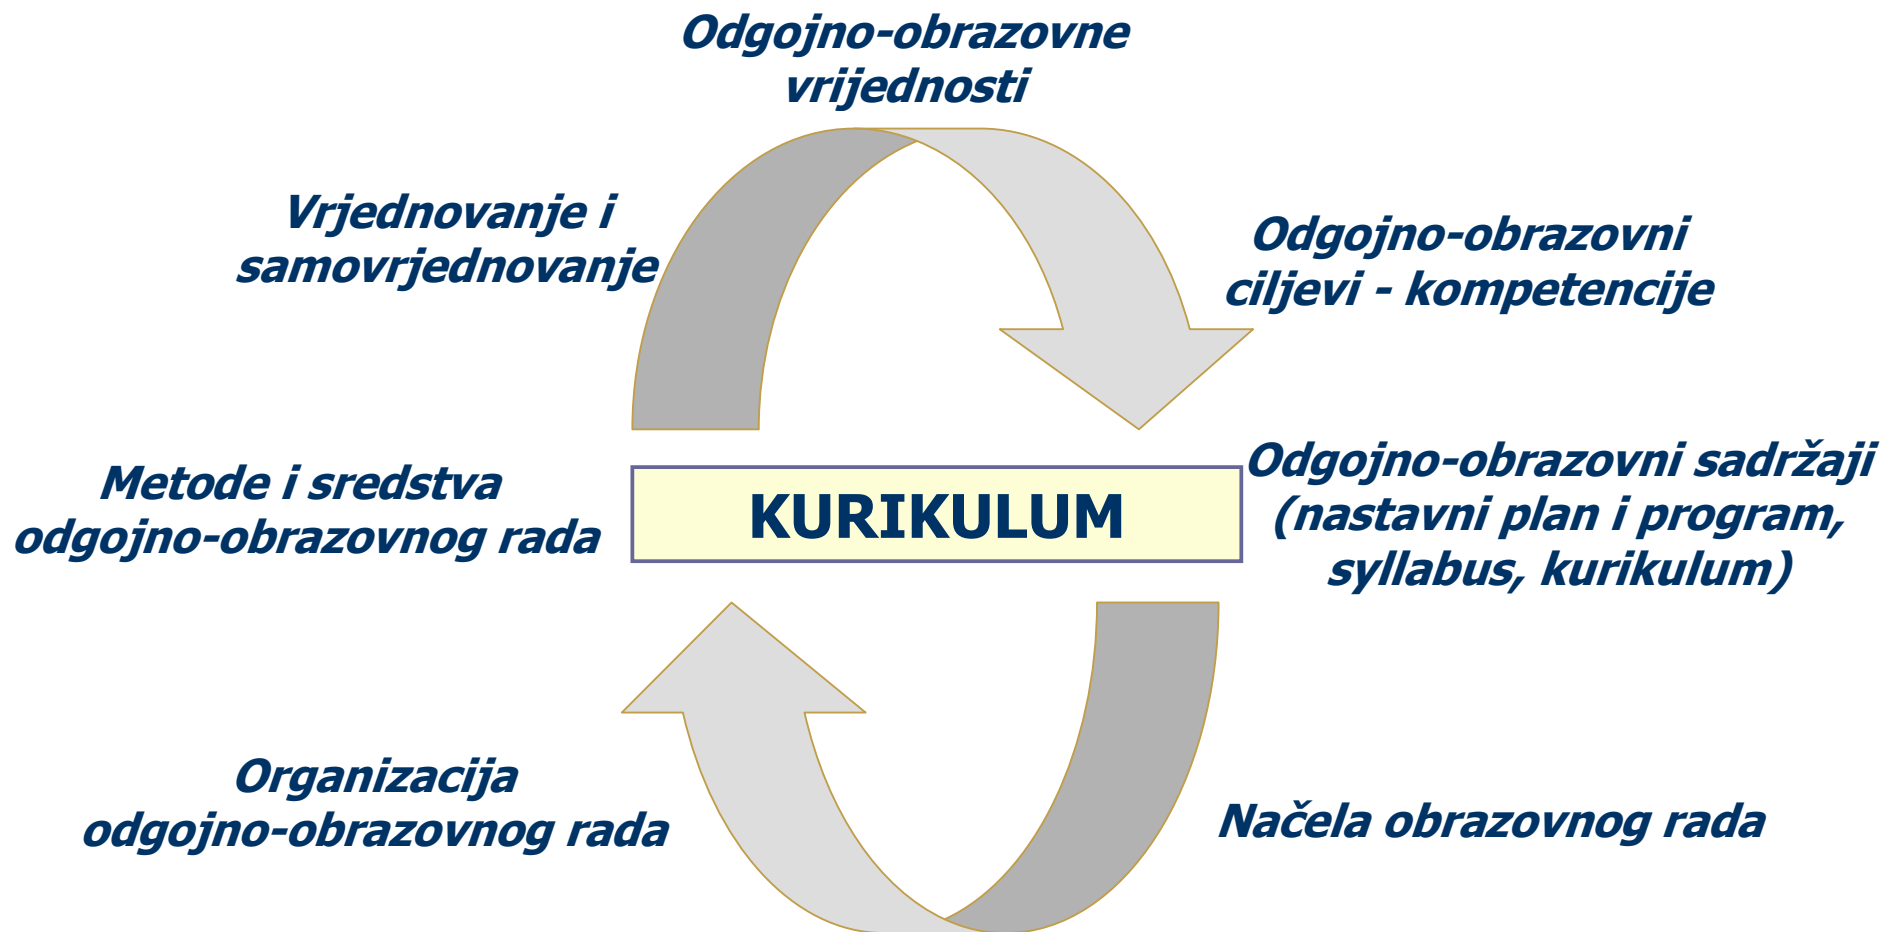 Odgojno-obrazovne
vrijednosti
Vrjednovanje i
samovrjednovanje
Odgojno-obrazovni
ciljevi - kompetencije
Metode i sredstva
odgojno-obrazovnog rada
KURIKULUM
Odgojno-obrazovni sadržaji
(nastavni plan i program,
syllabus, kurikulum)
Organizacija
odgojno-obrazovnog rada
Načela obrazovnog rada